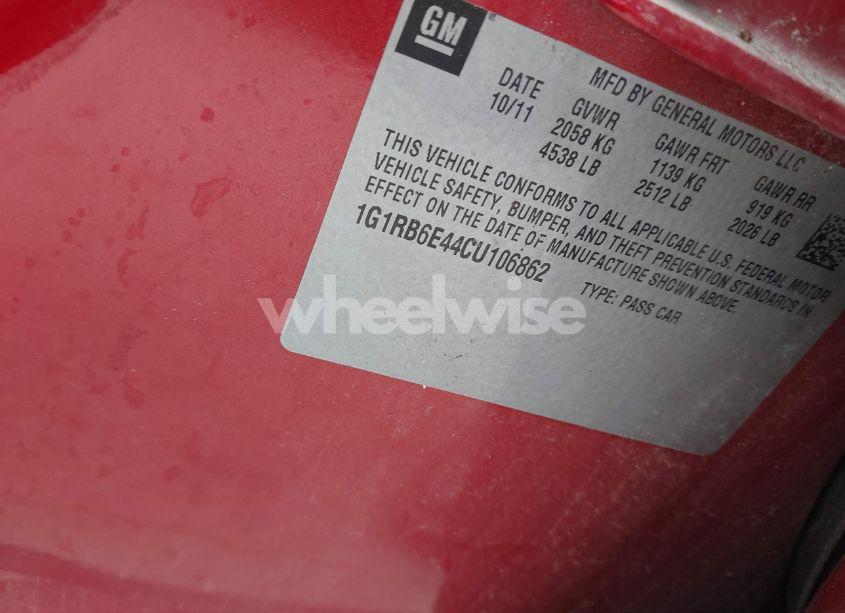 GM
MFD BY GENERAL MOTORS LLC
DATE GVWR GAWR FRT GAWR RR
10/11 2058 KG 1139 KG 919 KG
4538 LB 2512 LB 2026 LB
THIS VEHICLE CONFORMS TO ALL APPLICABLE U.S. FEDERAL MOTOR
VEHICLE SAFETY, BUMPER, AND THEFT PREVENTION STANDARDS IN
EFFECT ON THE DATE OF MANUFACTURE SHOWN ABOVE.
1G1RB6E44CU106862
TYPE: PASS CAR
wheelwise